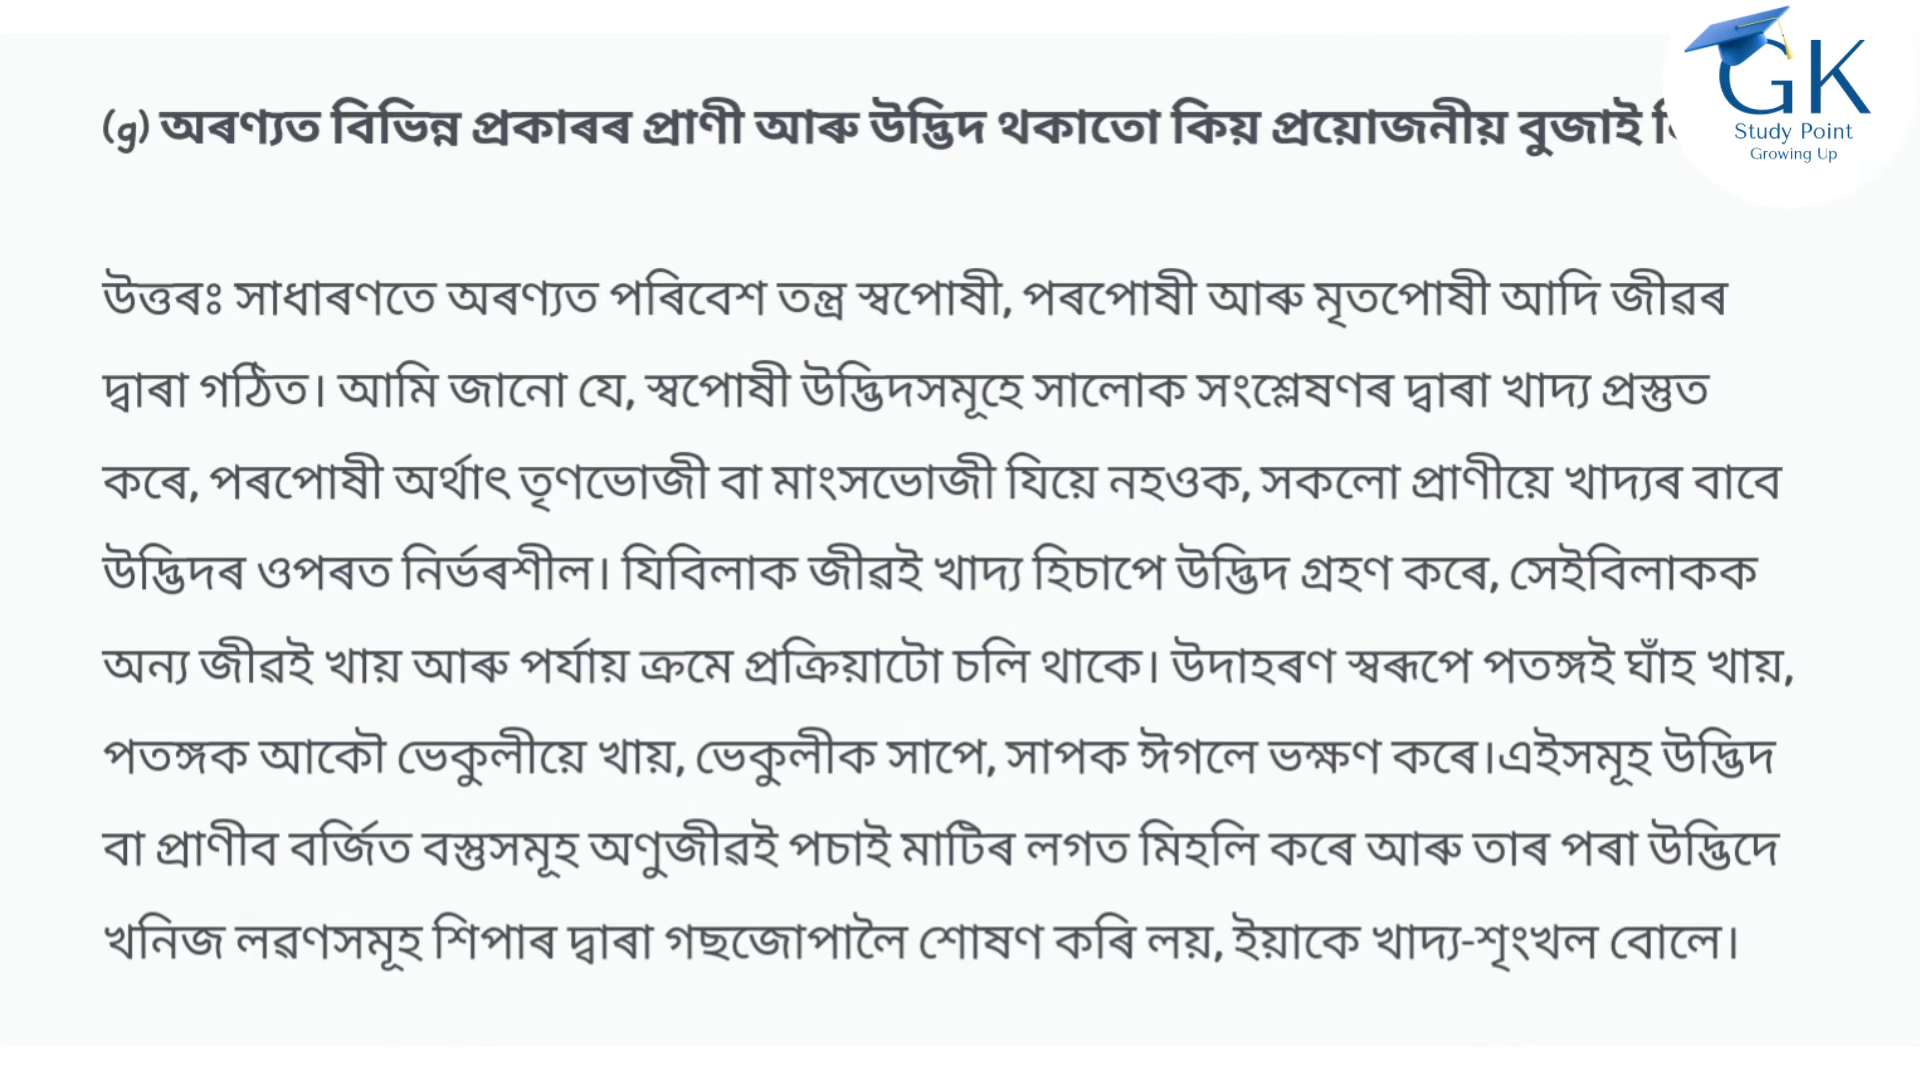 (g) অৰণ্যত বিভিন্ন প্ৰকাৰৰ প্ৰাণী আৰু উদ্ভিদ থকাতো কিয় প্ৰয়োজনীয় বুজাই
GK
Study Point
Growing Up
উত্তৰঃ সাধাৰণতে অৰণ্যত পৰিবেশ তন্ত্ৰ স্বপোষী, পৰপোষী আৰু মৃতপোষী আদি জীৱৰ
দ্বাৰা গঠিত। আমি জানো যে, স্বপোষী উদ্ভিদসমূহে সালোক সংশ্লেষণৰ দ্বাৰা খাদ্য প্ৰস্তুত
কৰে, পৰপোষী অৰ্থাৎ তৃণভোজী বা মাংসভোজী যিয়ে নহওক, সকলো প্ৰাণীয়ে খাদ্যৰ বাবে
উদ্ভিদৰ ওপৰত নিৰ্ভৰশীল। যিবিলাক জীৱই খাদ্য হিচাপে উদ্ভিদ গ্ৰহণ কৰে, সেইবিলাকক
অন্য জীৱই খায় আৰু পৰ্যায় ক্ৰমে প্ৰক্ৰিয়াটো চলি থাকে। উদাহৰণ স্বৰূপে পতঙ্গই ঘাঁহ খায়,
পতঙ্গক আকৌ ভেকুলীয়ে খায়, ভেকুলীক সাপে, সাপক ঈগলে ভক্ষণ কৰে।এইসমূহ উদ্ভিদ
বা প্ৰাণীব বৰ্জিত বস্তুসমূহ অণুজীৱই পচাই মাটিৰ লগত মিহলি কৰে আৰু তাৰ পৰা উদ্ভিদে
খনিজ লৱণসমূহ শিপাৰ দ্বাৰা গছজোপালৈ শোষণ কৰি লয়, ইয়াকে খাদ্য-শৃংখল বোলে।